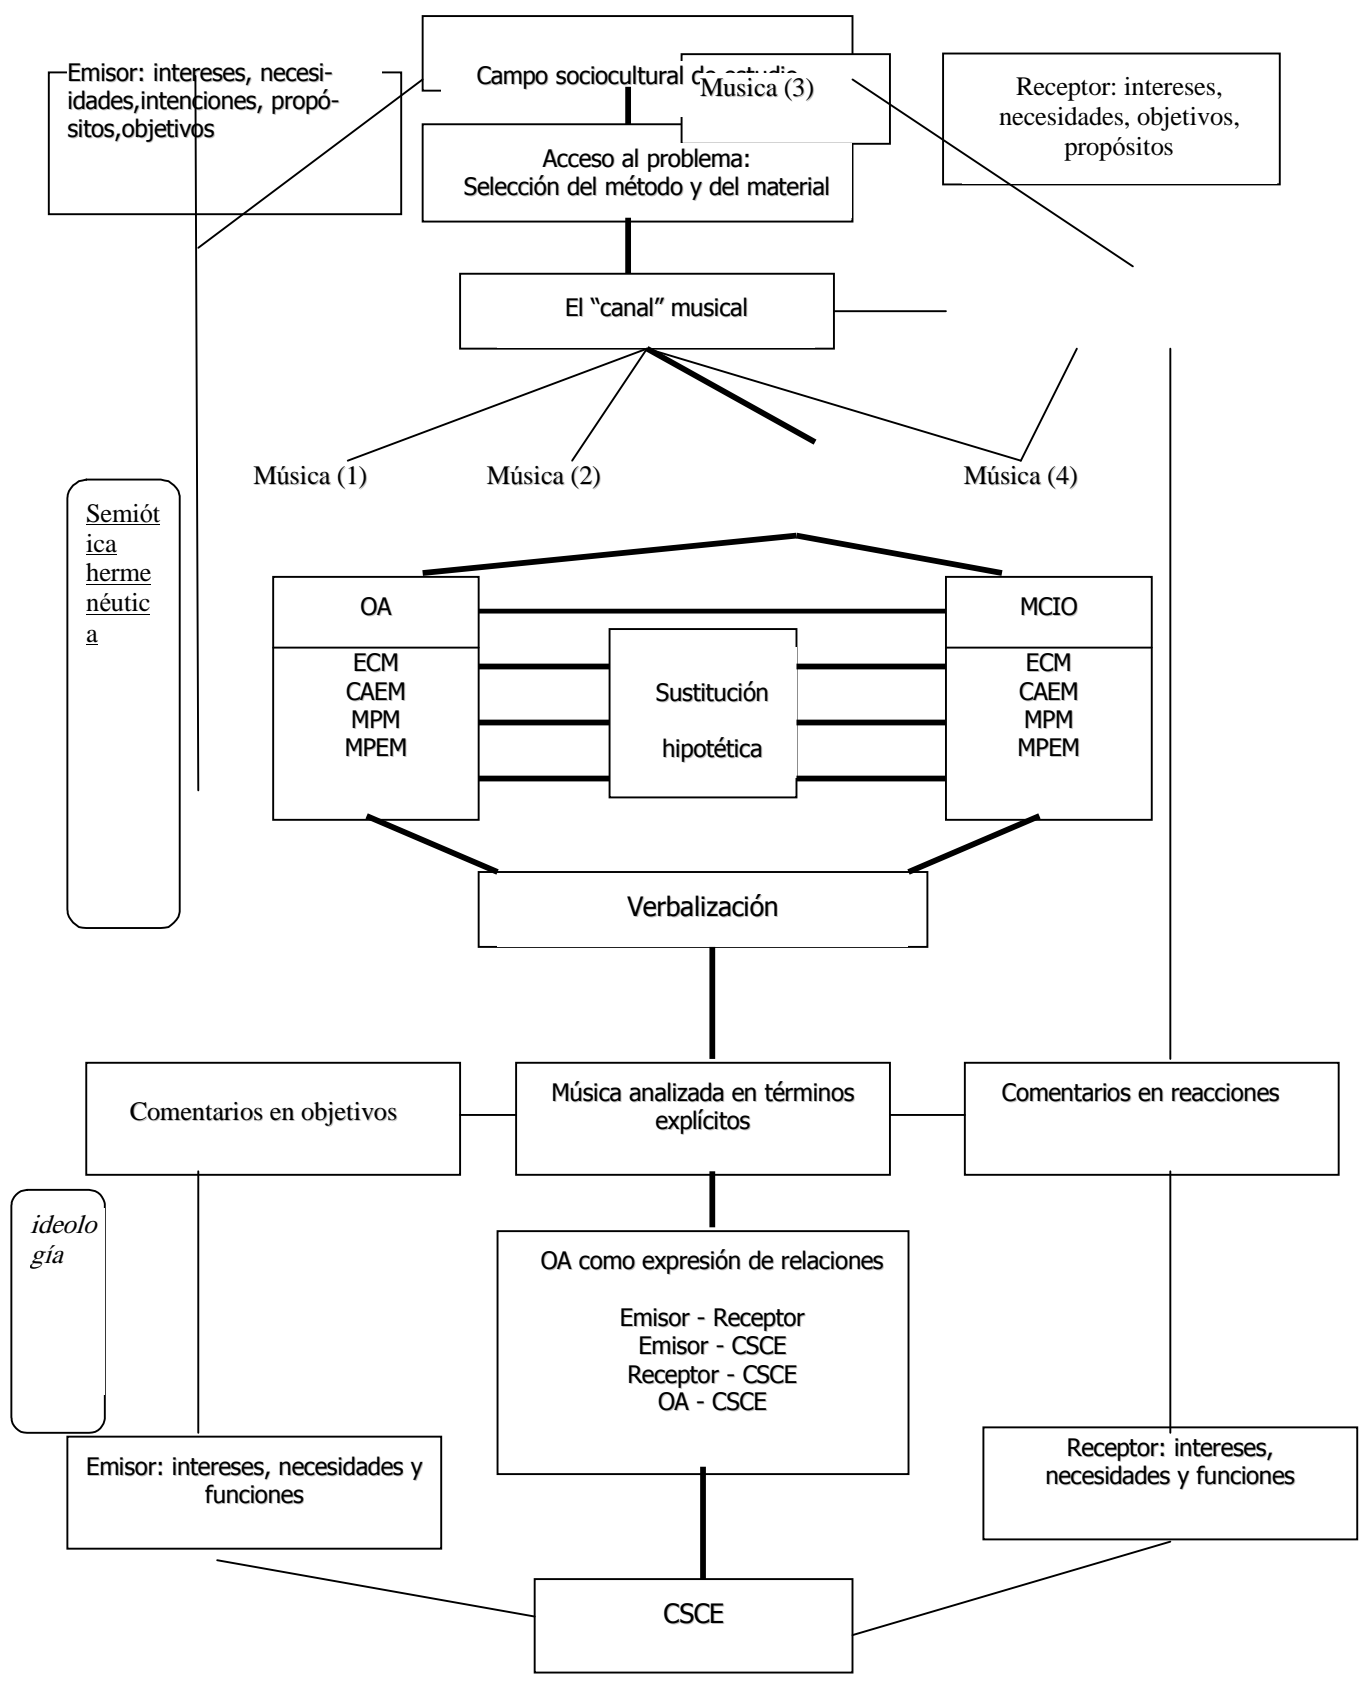 Emisor: intereses, necesi-
idades,intenciones, propó-
sitos,objetivos
Campo sociocultural de estudio
Musica (3)
Receptor: intereses,
necesidades, objetivos,
propósitos
Acceso al problema:
Selección del método y del material
El “canal” musical
Música (1)
Música (2)
Música (4)
Semiót
ica
herme
néutic
a
OA
MCIO
ECM
CAEM
MPM
MPEM
Sustitución
hipotética
ECM
CAEM
MPM
MPEM
Verbalización
Comentarios en objetivos
Música analizada en términos
explícitos
Comentarios en reacciones
ideolo
gía
OA como expresión de relaciones
Emisor - Receptor
Emisor - CSCE
Receptor - CSCE
OA - CSCE
Emisor: intereses, necesidades y
funciones
Receptor: intereses,
necesidades y funciones
CSCE